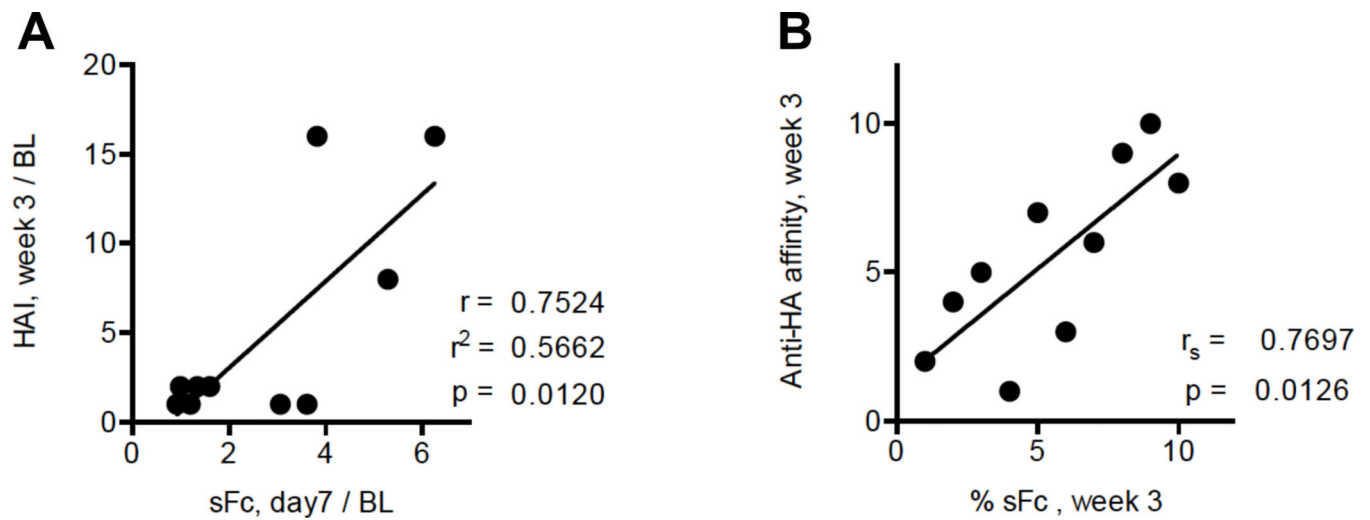 A
HAI, week 3 / BL
20
15
10
5
0
0 2 4 6
sFc, day7 / BL
r = 0.7524
r² = 0.5662
p = 0.0120
B
Anti-HA affinity, week 3
10
5
0
0 5 10
% sFc , week 3
rₛ = 0.7697
p = 0.0126